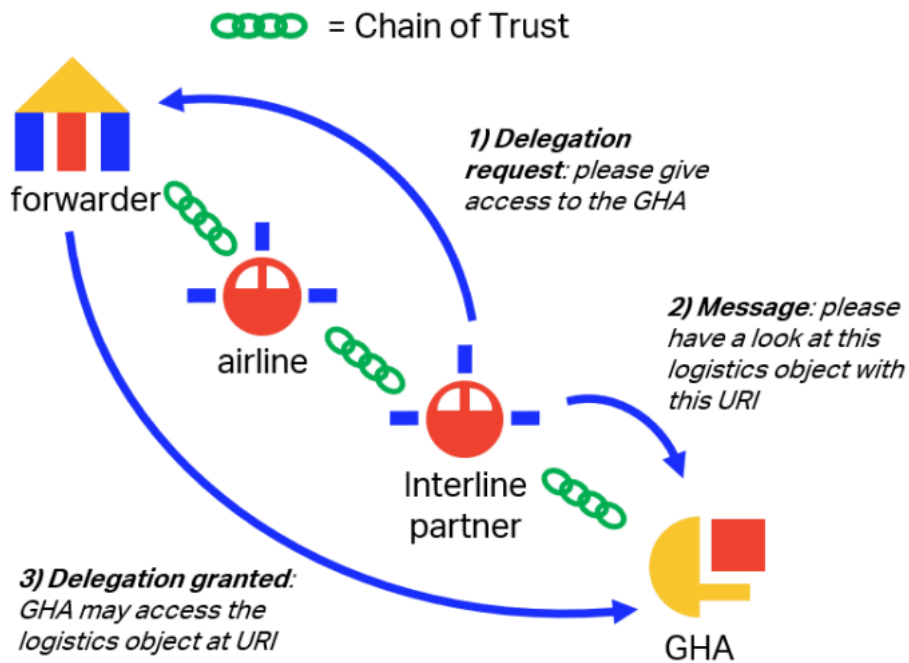 = Chain of Trust
1) Delegation
request: please give
access to the GHA
forwarder
2) Message: please
have a look at this
logistics object with
this URI
airline
Interline
partner
3) Delegation granted:
GHA may access the
logistics object at URI
GHA